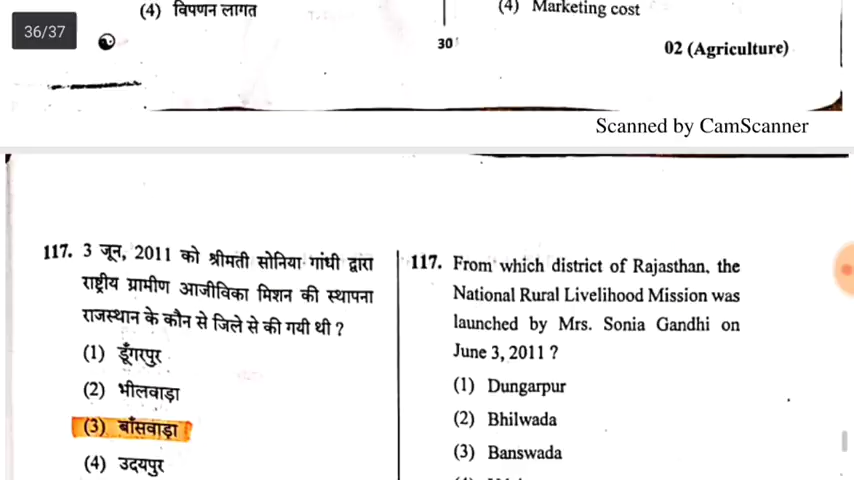 (4) विपणन लागत
(4) Marketing cost
36/37
30
02 (Agriculture)
Scanned by CamScanner
117. 3 जून, 2011 को श्रीमती सोनिया गांधी द्वारा
राष्ट्रीय ग्रामीण आजीविका मिशन की स्थापना
राजस्थान के कौन से जिले से की गयी थी ?
(1) डूँगरपुर
(2) भीलवाड़ा
(3) बाँसवाड़ा
(4) उदयपुर
117. From which district of Rajasthan, the
National Rural Livelihood Mission was
launched by Mrs. Sonia Gandhi on
June 3, 2011 ?
(1) Dungarpur
(2) Bhilwada
(3) Banswada